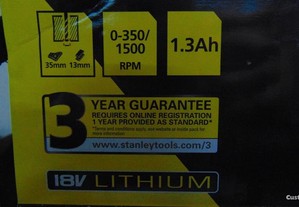 0-350/
1500
RPM
1.3Ah
35mm 13mm
3
YEAR GUARANTEE
REQUIRES ONLINE REGISTRATION
1 YEAR PROVIDED AS STANDARD*
www.stanleytools.com/3
18V LITHIUM